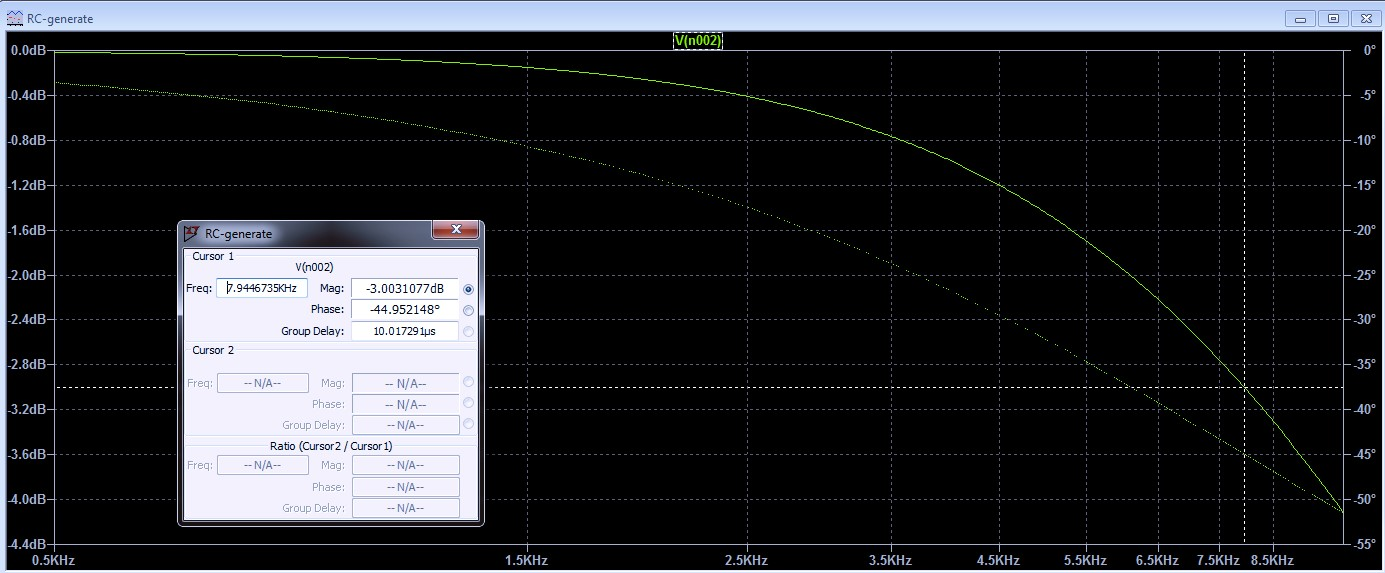 RC-generate
V(n002)
0.0dB 0°
-0.4dB -5°
-0.8dB -10°
-1.2dB -15°
-1.6dB -20°
-2.0dB -25°
-2.4dB -30°
-2.8dB -35°
-3.2dB -40°
-3.6dB -45°
-4.0dB -50°
-4.4dB -55°
0.5KHz 1.5KHz 2.5KHz 3.5KHz 4.5KHz 5.5KHz 6.5KHz 7.5KHz 8.5KHz
RC-generate
Cursor 1
V(n002)
Freq: 7.9446735KHz Mag: -3.0031077dB
Phase: -44.952148°
Group Delay: 10.017291µs
Cursor 2
Freq: -- N/A-- Mag: -- N/A--
Phase: -- N/A--
Group Delay: -- N/A--
Ratio (Cursor2 / Cursor1)
Freq: -- N/A-- Mag: -- N/A--
Phase: -- N/A--
Group Delay: -- N/A--